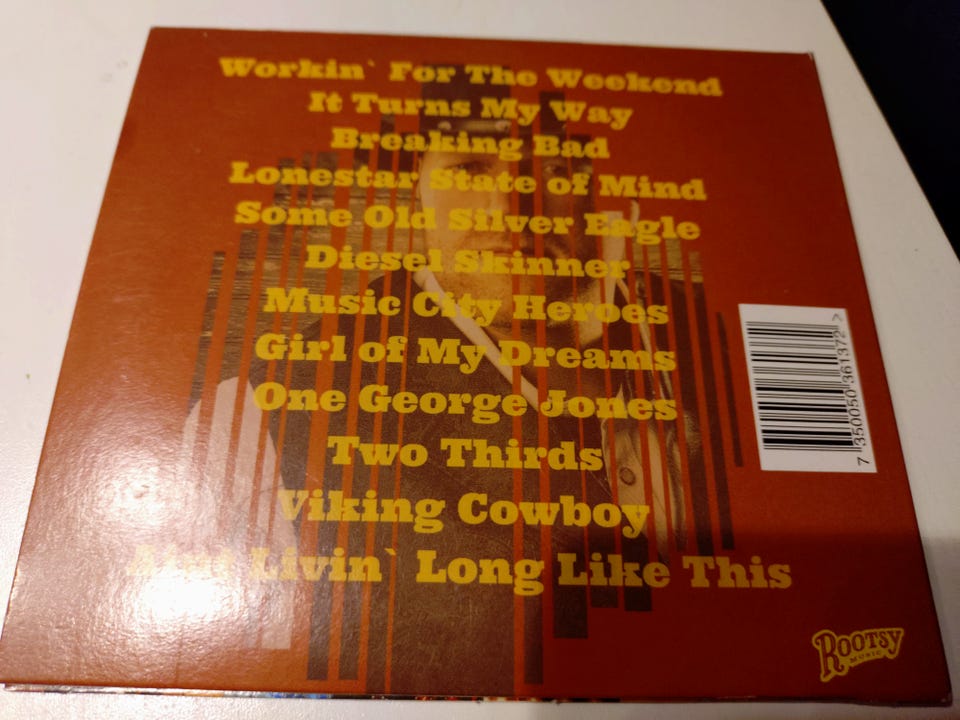 Workin` For The Weekend
It Turns My Way
Breaking Bad
Lonestar State of Mind
Some Old Silver Eagle
Diesel Skinner
Music City Heroes
Girl of My Dreams
One George Jones
Two Thirds
Viking Cowboy
Aint Livin` Long Like This
7 350050 361372 >
ROOTSY
MUSIC